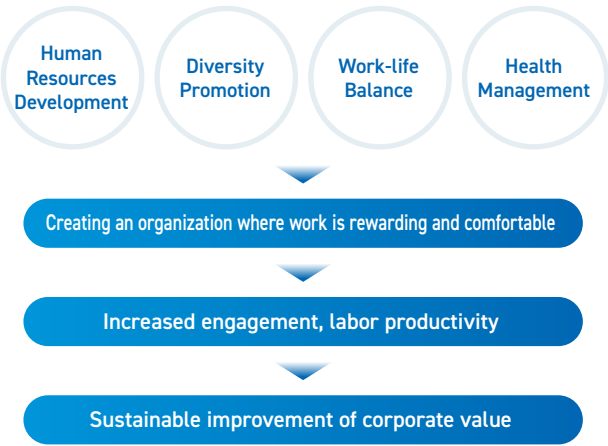 Human
Resources
Development
Diversity
Promotion
Work-life
Balance
Health
Management
Creating an organization where work is rewarding and comfortable
Increased engagement, labor productivity
Sustainable improvement of corporate value